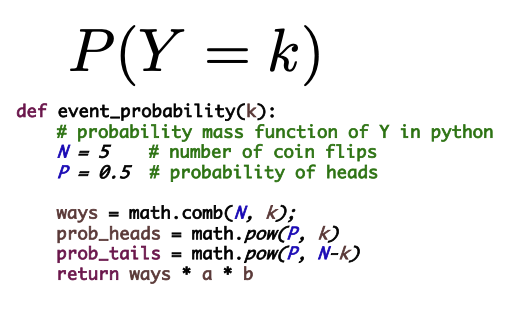 P(Y = k)
def event_probability(k):
    # probability mass function of Y in python
    N = 5   # number of coin flips
    P = 0.5  # probability of heads
    ways = math.comb(N, k);
    prob_heads = math.pow(P, k)
    prob_tails = math.pow(P, N-k)
    return ways * a * b